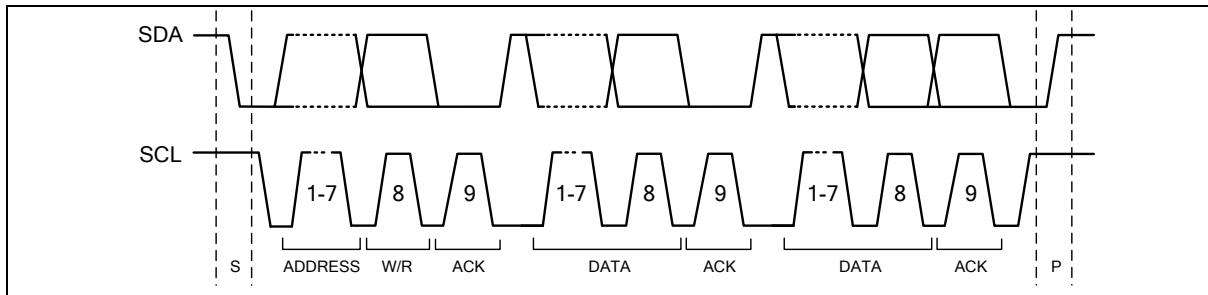 SDA
SCL
1-7 8 9 1-7 8 9 1-7 8 9
S ADDRESS W/R ACK DATA ACK DATA ACK P